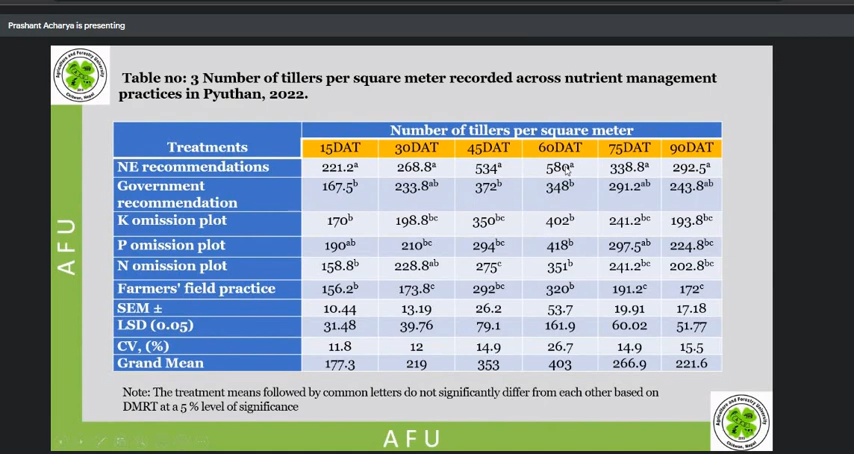 Prashant Acharya is presenting
Table no: 3 Number of tillers per square meter recorded across nutrient management
practices in Pyuthan, 2022.
Number of tillers per square meter
Treatments 15DAT 30DAT 45DAT 60DAT 75DAT 90DAT
NE recommendations 221.2ᵃ 268.8ᵃ 534ᵃ 338.8ᵃ 292.5ᵃ
Government 167.5ᵇ 233.8ᵃᵇ 372ᵇ 348ᵇ 291.2ᵃᵇ 243.8ᵃᵇ
recommendation
K omission plot 170ᵇ 198.8ᵇᶜ 350ᵇᶜ 402ᵇ 241.2ᵇᶜ 193.8ᵇᶜ
P omission plot 190ᵃᵇ 210ᵇᶜ 294ᵇᶜ 418ᵇ 297.5ᵃᵇ 224.8ᵇᶜ
N omission plot 158.8ᵇ 228.8ᵃᵇ 275ᶜ 351ᵇ 241.2ᵇᶜ 202.8ᵇᶜ
Farmers' field practice 156.2ᵇ 173.8ᶜ 292ᵇᶜ 320ᵇ 191.2ᶜ 172ᶜ
SEM ± 10.44 13.19 26.2 53.7 19.91 17.18
LSD (0.05) 31.48 39.76 79.1 161.9 60.02 51.77
CV, (%) 11.8 12 14.9 26.7 14.9 15.5
Grand Mean 177.3 219 353 403 266.9 221.6
Note: The treatment means followed by common letters do not significantly differ from each other based on
DMRT at a 5 % level of significance
AFU
AFU
Agriculture and Forestry University
Chitwan, Nepal